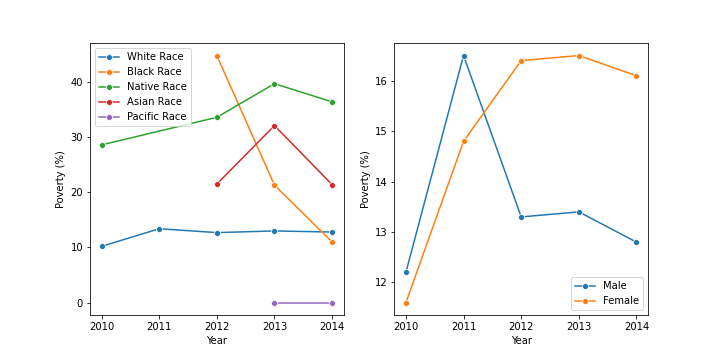 White Race
Black Race
Native Race
Asian Race
Pacific Race
40
30
20
10
0
Poverty (%)
2010 2011 2012 2013 2014
Year
16
15
14
13
12
Poverty (%)
Male
Female
2010 2011 2012 2013 2014
Year